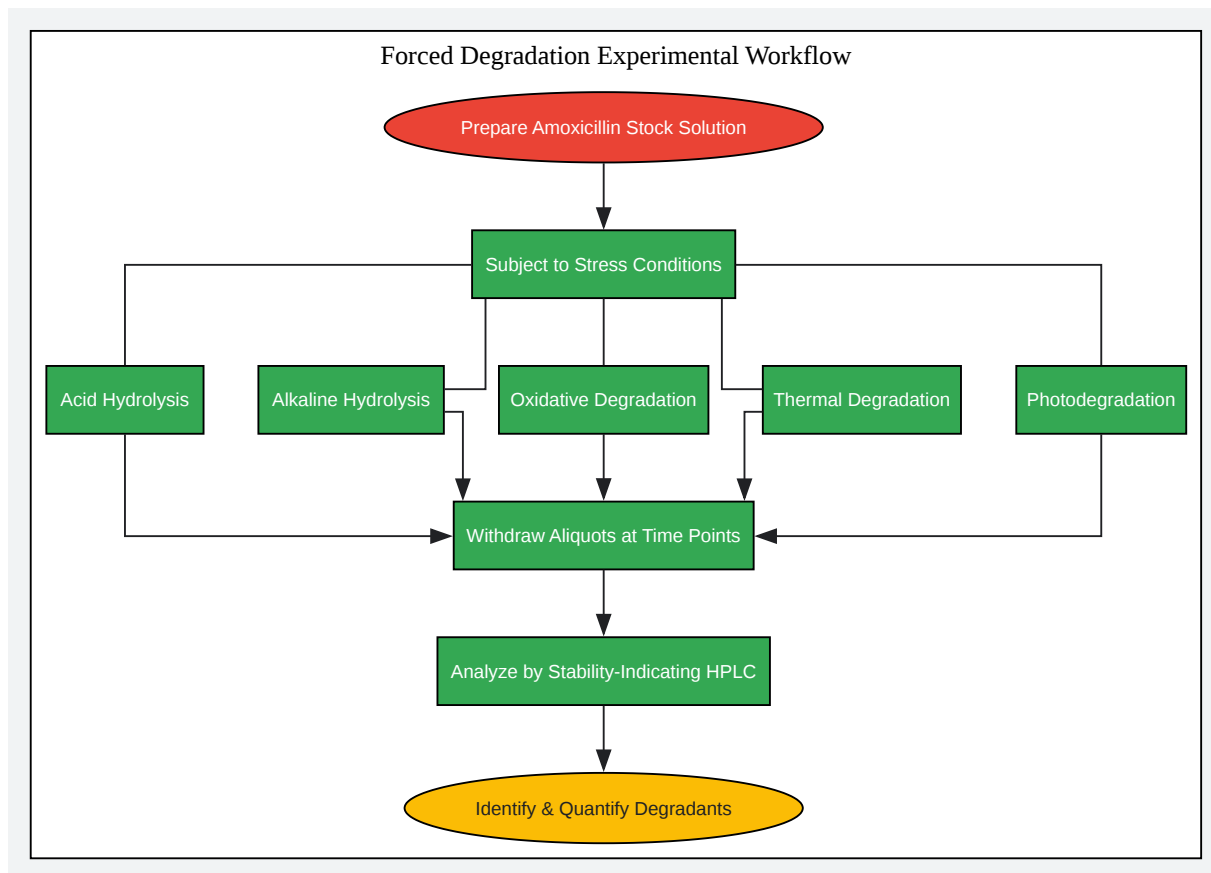 Forced Degradation Experimental Workflow
Prepare Amoxicillin Stock Solution
Subject to Stress Conditions
Acid Hydrolysis
Alkaline Hydrolysis
Oxidative Degradation
Thermal Degradation
Photodegradation
Withdraw Aliquots at Time Points
Analyze by Stability-Indicating HPLC
Identify & Quantify Degradants